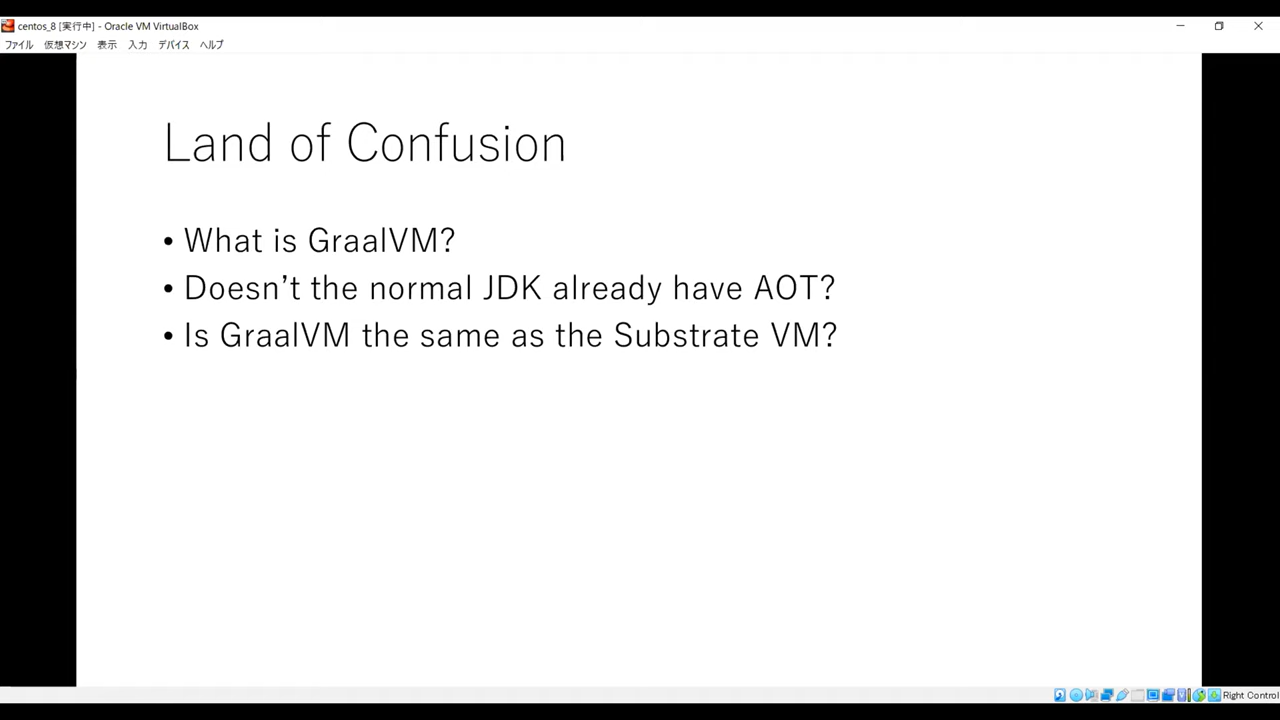 centos_8 [実行中] - Oracle VM VirtualBox
ファイル 仮想マシン 表示 入力 デバイス ヘルプ
Land of Confusion
• What is GraalVM?
• Doesn’t the normal JDK already have AOT?
• Is GraalVM the same as the Substrate VM?
Right Control